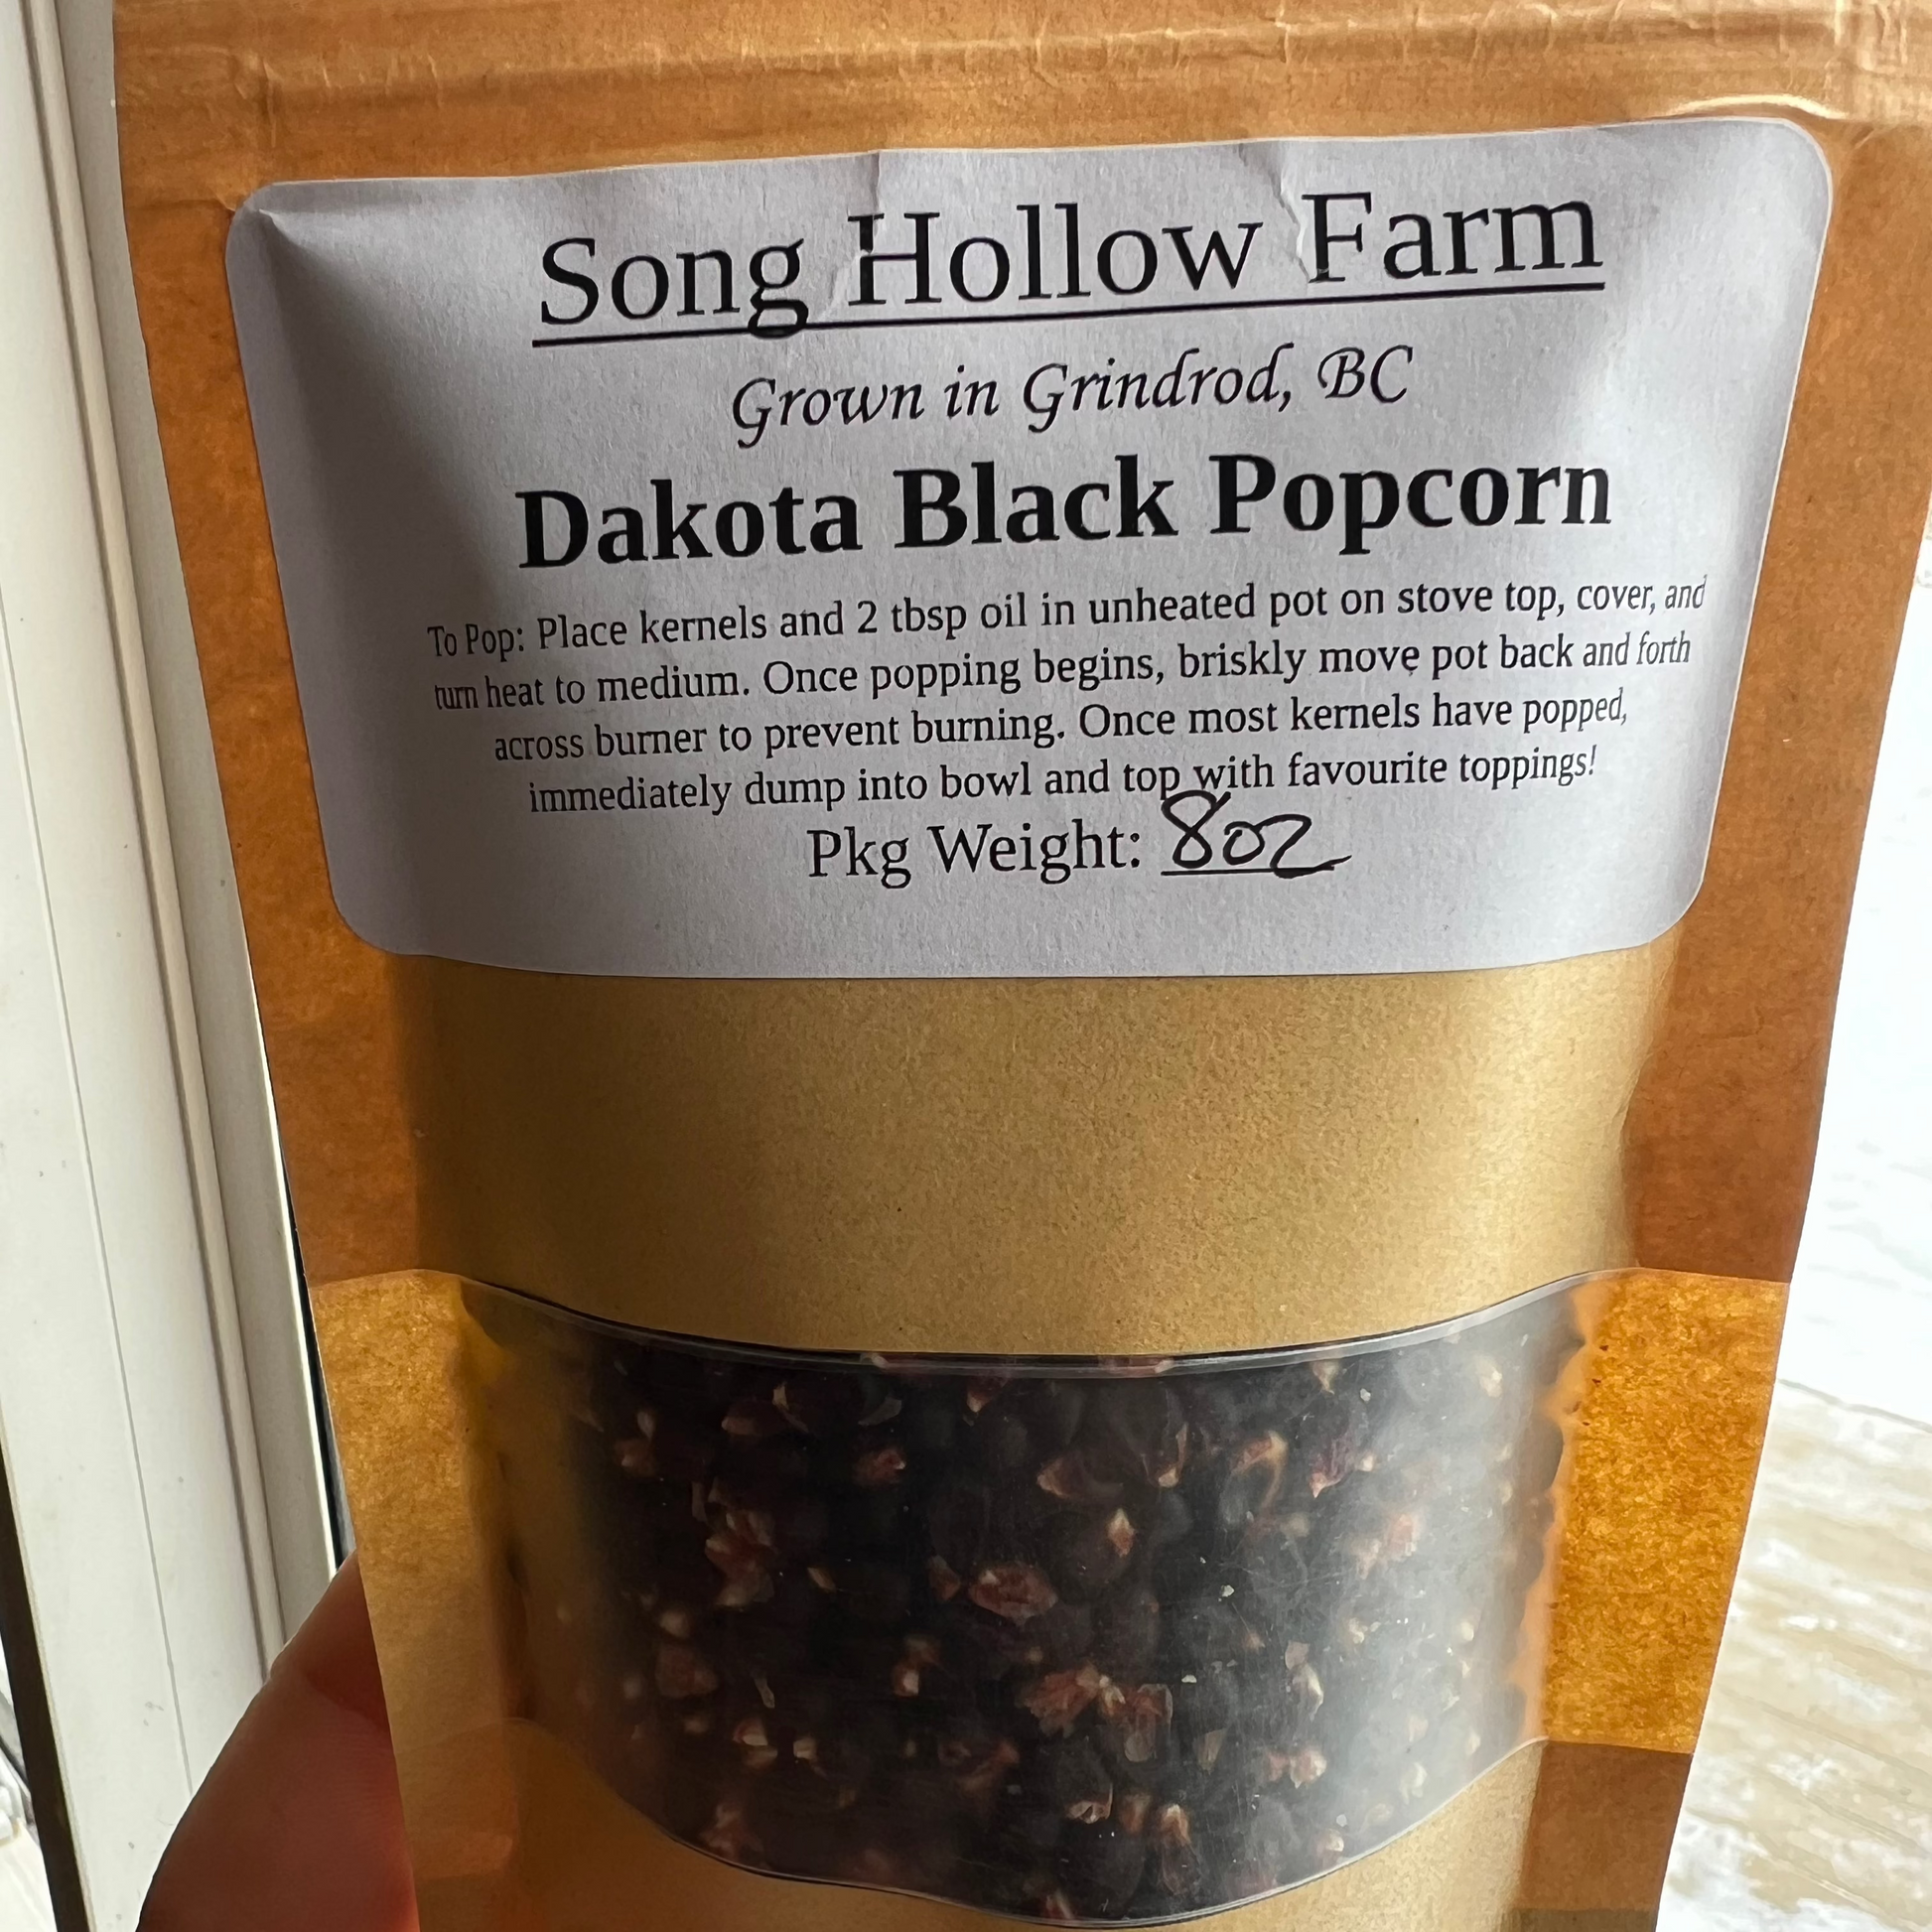 Song Hollow Farm
Grown in Grindrod, BC
Dakota Black Popcorn
To Pop: Place kernels and 2 tbsp oil in unheated pot on stove top, cover, and
turn heat to medium. Once popping begins, briskly move pot back and forth
across burner to prevent burning. Once most kernels have popped,
immediately dump into bowl and top with favourite toppings!
Pkg Weight: 8oz